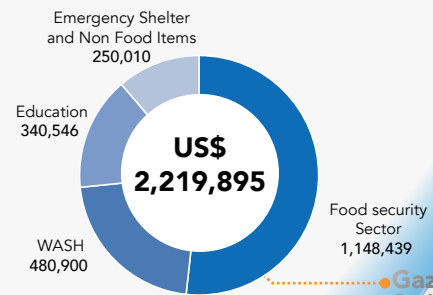 Emergency Shelter
and Non Food Items
250,010
Education
340,546
US$
2,219,895
Food security
Sector
1,148,439
WASH
480,900
Gaz